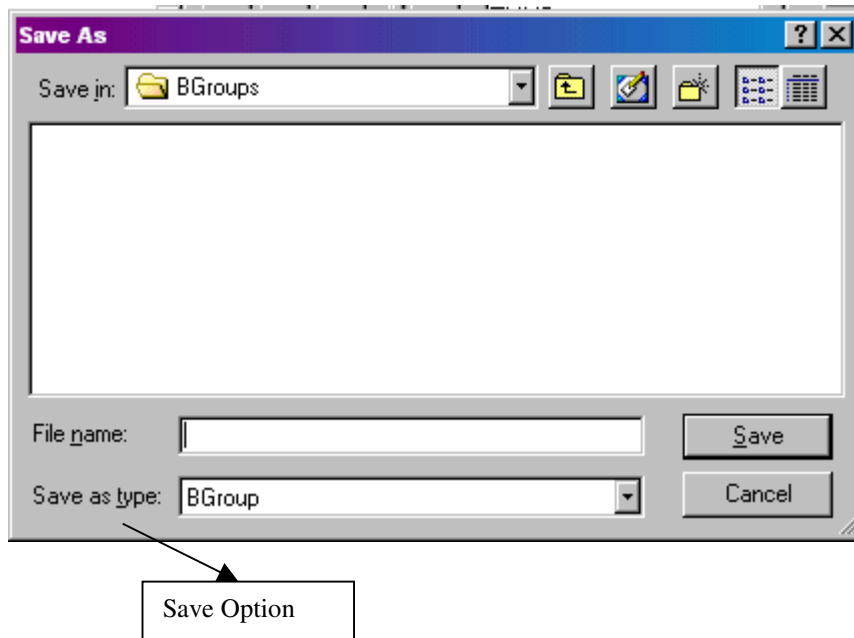 Save As
Save in: BGroups
File name:
Save
Save as type: BGroup
Cancel
Save Option